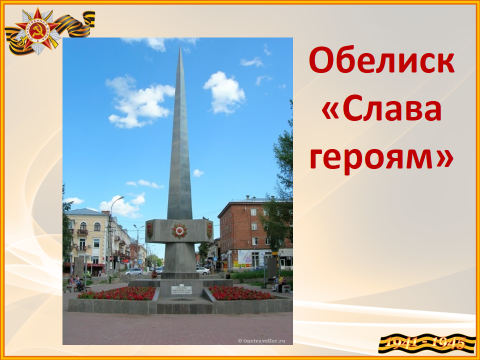 Обелиск
«Слава
героям»
1941 - 1945